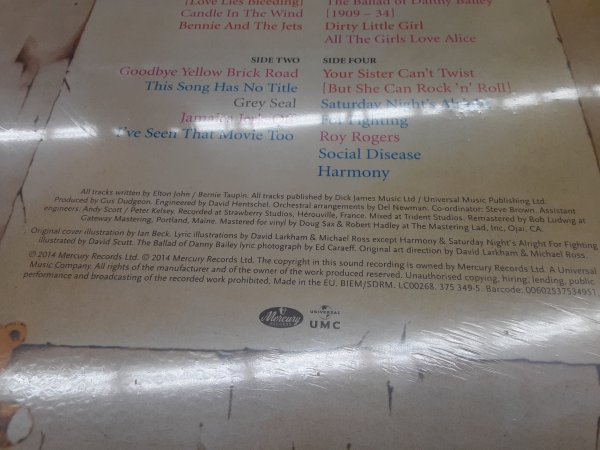 [Love Lies Bleeding]
Candle In The Wind
Bennie And The Jets
The Ballad of Danny Bailey
[1909 – 34]
Dirty Little Girl
All The Girls Love Alice
SIDE TWO
Goodbye Yellow Brick Road
This Song Has No Title
Grey Seal
Jamaica Jerk-Off
I've Seen That Movie Too
SIDE FOUR
Your Sister Can't Twist
[But She Can Rock 'n' Roll]
Saturday Night's Alright
For Fighting
Roy Rogers
Social Disease
Harmony
All tracks written by Elton John / Bernie Taupin. All tracks published by Dick James Music Ltd / Universal Music Publishing Ltd.
Produced by Gus Dudgeon. Engineered by David Hentschel. Orchestral arrangements by Del Newman. Co-ordinator: Steve Brown. Assistant
engineers: Andy Scott / Peter Kelsey. Recorded at Strawberry Studios, Hérouville, France. Mixed at Trident Studios. Remastered by Bob Ludwig at
Gateway Mastering, Portland, Maine. Mastered for vinyl by Doug Sax & Robert Hadley at The Mastering Lad, Inc, Ojai, CA.
Original cover illustration by Ian Beck. Lyric illustrations by David Larkham & Michael Ross except Harmony & Saturday Night's Alright For Fighting
illustrated by David Scutt. The Ballad of Danny Bailey lyric photograph by Ed Caraeff. Original art direction by David Larkham & Michael Ross.
℗ 2014 Mercury Records Ltd. © 2014 Mercury Records Ltd. The copyright in this sound recording is owned by Mercury Records Ltd. A Universal
Music Company. All rights of the manufacturer and of the owner of the work produced reserved. Unauthorised copying, hiring, lending, public
performance and broadcasting of the recorded work prohibited. Made in the EU. BIEM/SDRM. LC00268. 375 349-5. Barcode: 00602537534951.
Mercury
RECORDS
UNIVERSAL
UMC